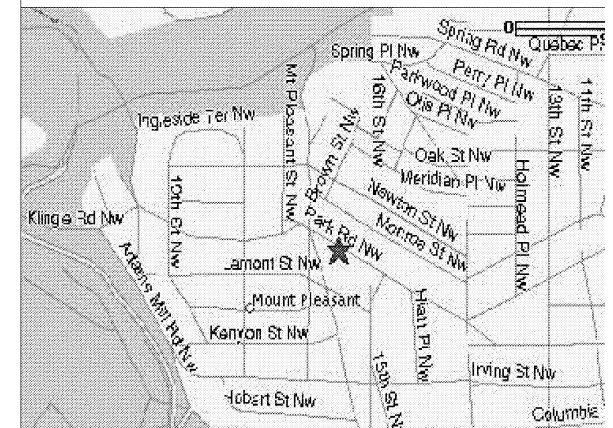 0
Spring Rd Nw
Quebec Pl
Spring Pl Nw
Perry Pl Nw
Parkwood Pl Nw
Otis Pl Nw
Mt Pleasant St Nw
16th St Nw
13th St Nw
11th St Nw
Ingleside Ter Nw
Brown St Nw
Oak St Nw
Meridian Pl Nw
Holmead Pl Nw
19th St Nw
Newton St Nw
Monroe St Nw
Klingle Rd Nw
Park Rd Nw
Adams Mill Rd Nw
Lamont St Nw
Mount Pleasant
Hiatt Pl Nw
Kenyon St Nw
15th St N
Irving St Nw
Hobart St Nw
Columbia